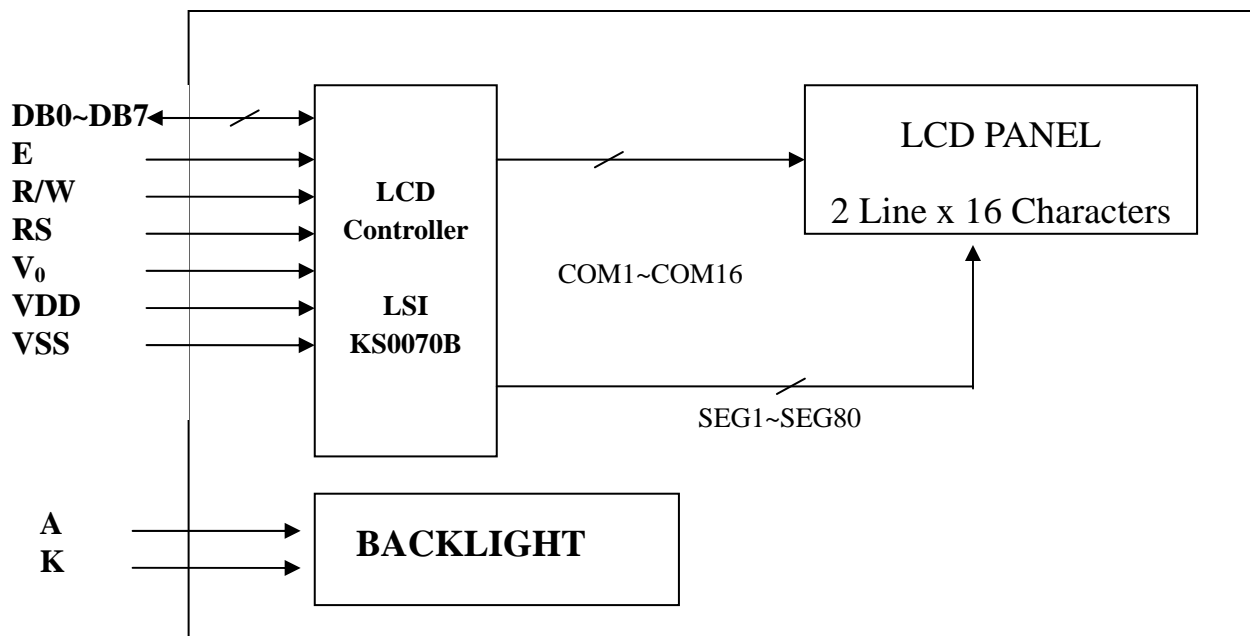 DB0~DB7
E
R/W
RS
V₀
VDD
VSS
LCD
Controller
LSI
KS0070B
LCD PANEL
2 Line x 16 Characters
COM1~COM16
SEG1~SEG80
A
K
BACKLIGHT